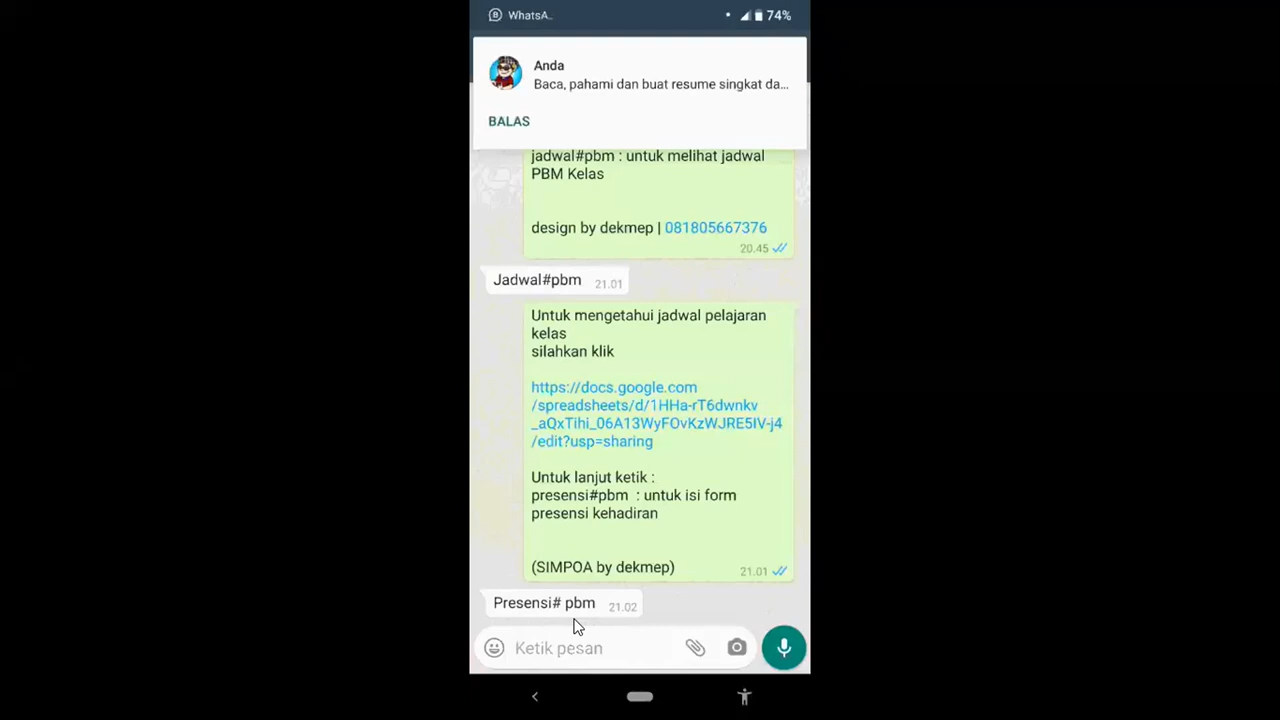 WhatsA..
74%
Anda
Baca, pahami dan buat resume singkat da...
BALAS
jadwal#pbm : untuk melihat jadwal
PBM Kelas
design by dekmep | 081805667376
20.45
Jadwal#pbm 21.01
Untuk mengetahui jadwal pelajaran
kelas
silahkan klik
https://docs.google.com
/spreadsheets/d/1HHa-rT6dwnkv
_aQxTihi_06A13WyFOvKzWJRE5IV-j4
/edit?usp=sharing
Untuk lanjut ketik :
presensi#pbm : untuk isi form
presensi kehadiran
(SIMPOA by dekmep)
21.01
Presensi# pbm 21.02
Ketik pesan